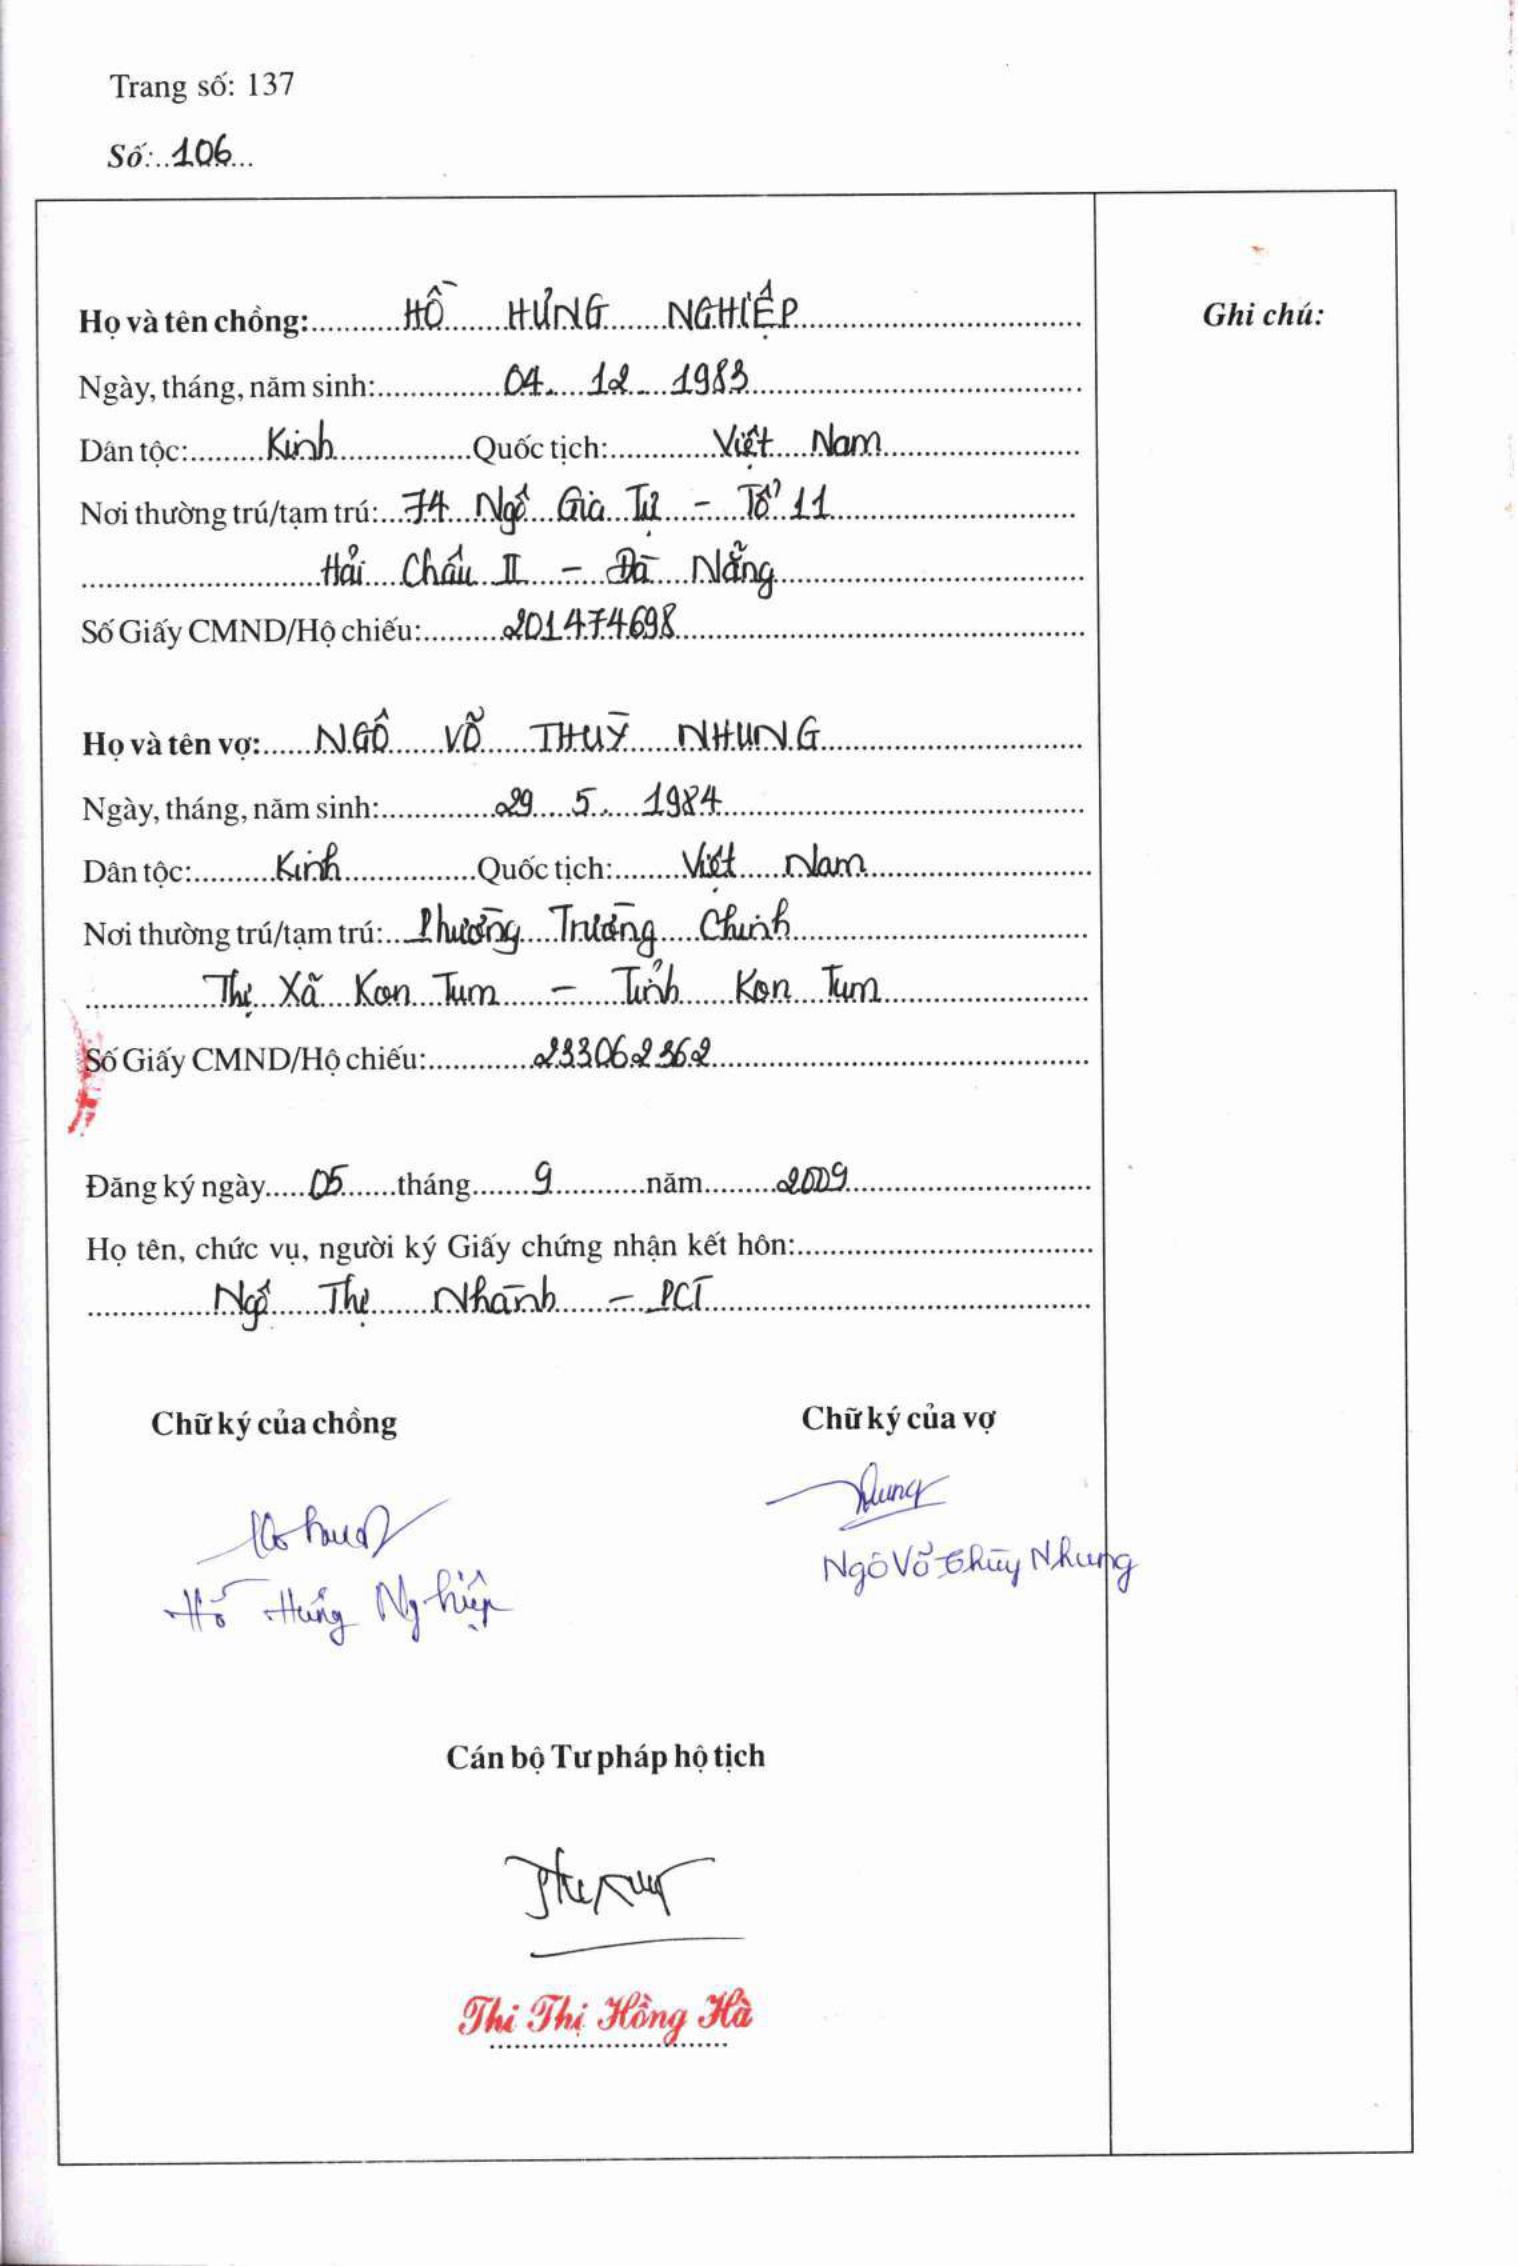 Trang số: 137
Số: 106
Họ và tên chồng: HỒ HƯNG NGHIỆP
Ghi chú:
Ngày, tháng, năm sinh: 04. 12. 1983
Dân tộc: Kinh Quốc tịch: Việt Nam
Nơi thường trú/tạm trú: 74 Ngô Gia Tự - Tổ 11
Hải Châu II - Đà Nẵng
Số Giấy CMND/Hộ chiếu: 201474698
Họ và tên vợ: NGÔ VÕ THUỲ NHUNG
Ngày, tháng, năm sinh: 29. 5. 1984
Dân tộc: Kinh Quốc tịch: Việt Nam
Nơi thường trú/tạm trú: Phường Trường Chinh
Thị Xã Kon Tum - Tỉnh Kon Tum
Số Giấy CMND/Hộ chiếu: 233062362
Đăng ký ngày 05 tháng 9 năm 2009
Họ tên, chức vụ, người ký Giấy chứng nhận kết hôn:
Ngô Thị Nhành - PCT
Chữ ký của chồng Chữ ký của vợ
Nhung
Ngô Võ Thùy Nhung
Hồ Hưng Nghiệp
Cán bộ Tư pháp hộ tịch
Thi Thị Hồng Hà